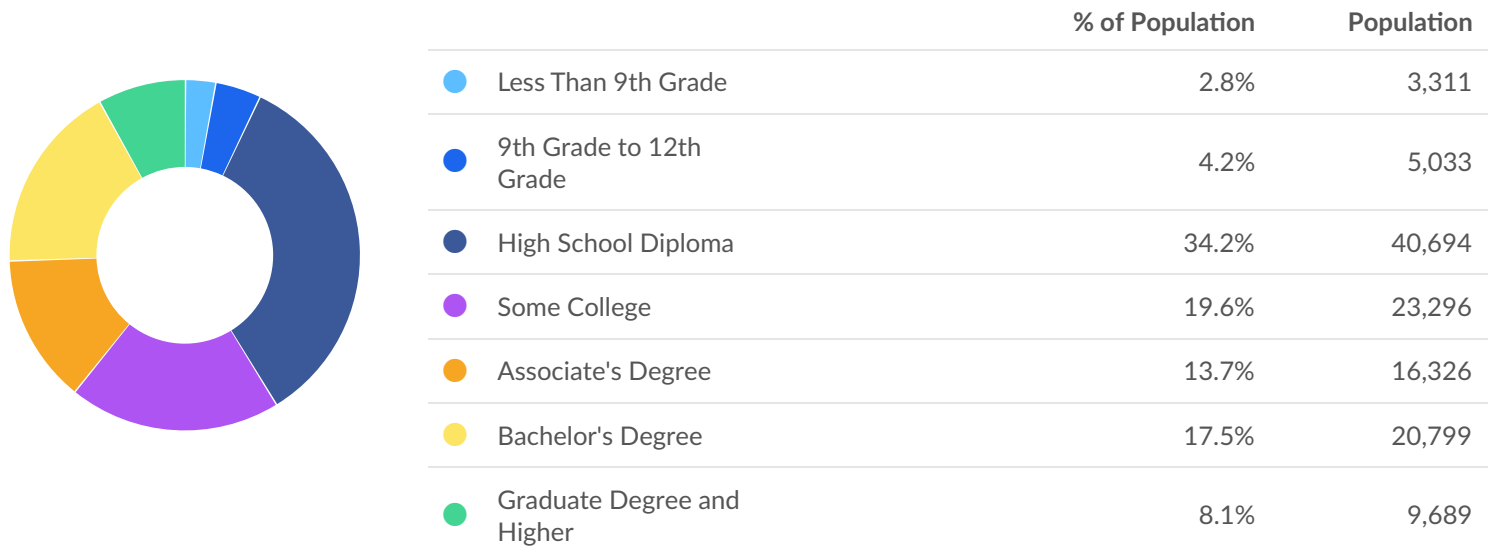 % of Population Population
Less Than 9th Grade 2.8% 3,311
9th Grade to 12th
Grade 4.2% 5,033
High School Diploma 34.2% 40,694
Some College 19.6% 23,296
Associate's Degree 13.7% 16,326
Bachelor's Degree 17.5% 20,799
Graduate Degree and
Higher 8.1% 9,689